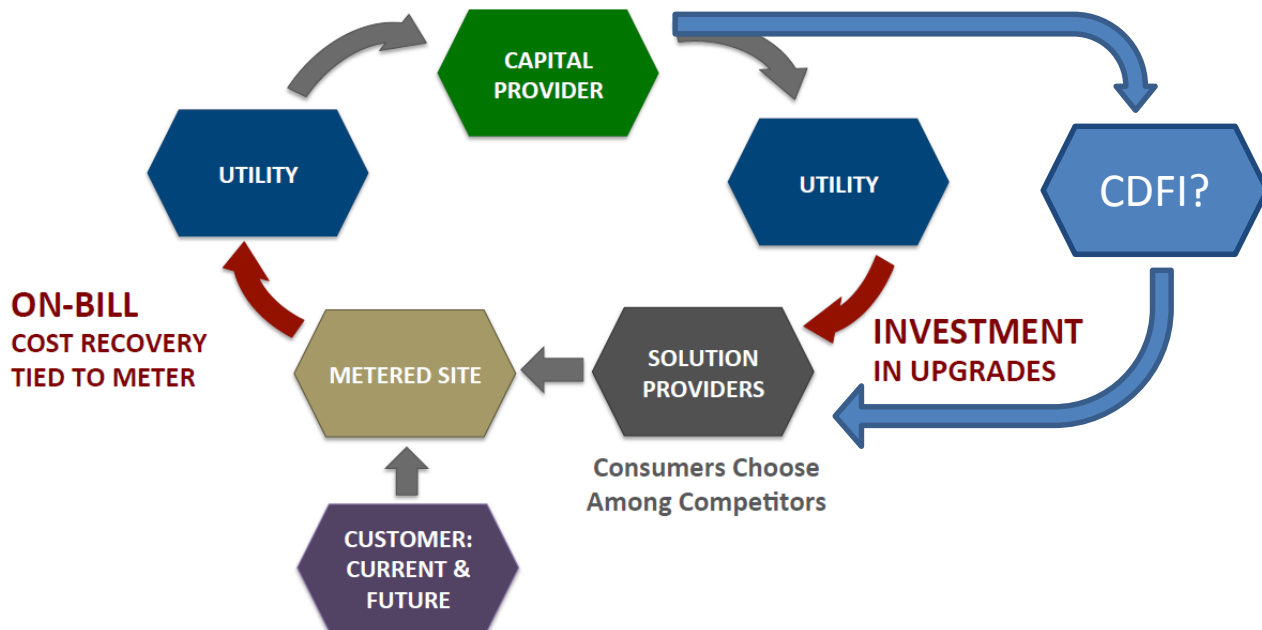 CAPITAL
PROVIDER
UTILITY
UTILITY
CDFI?
ON-BILL
COST RECOVERY
TIED TO METER
METERED SITE
SOLUTION
PROVIDERS
INVESTMENT
IN UPGRADES
Consumers Choose
Among Competitors
CUSTOMER:
CURRENT &
FUTURE